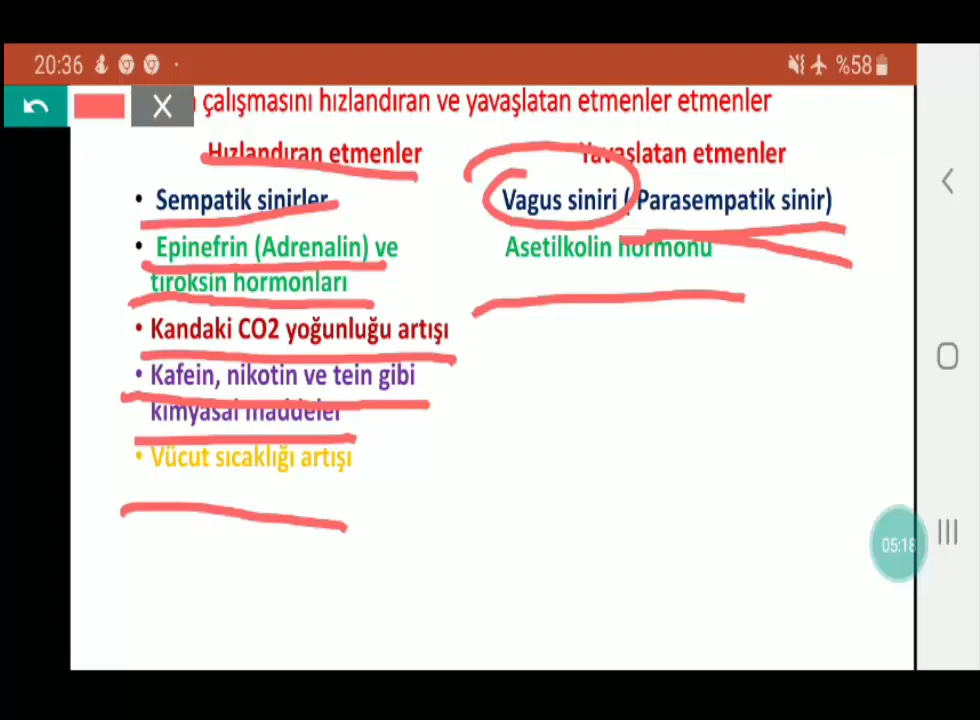 20:36
%58
çalışmasını hızlandıran ve yavaşlatan etmenler etmenler
Hızlandıran etmenler
Yavaşlatan etmenler
• Sempatik sinirler
Vagus siniri ( Parasempatik sinir)
• Epinefrin (Adrenalin) ve
tiroksin hormonları
Asetilkolin hormonu
• Kandaki CO2 yoğunluğu artışı
• Kafein, nikotin ve tein gibi
kimyasal maddeler
• Vücut sıcaklığı artışı
05:18